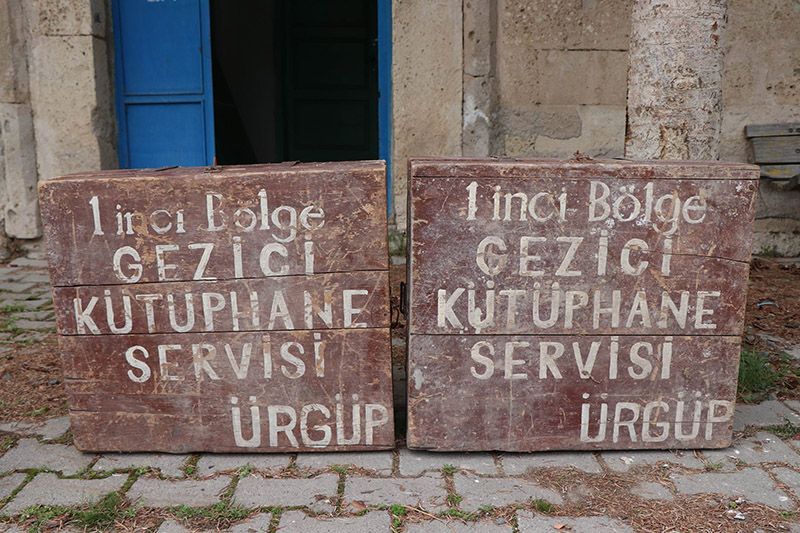 1 inci Bölge
GEZİCİ
KÜTÜPHANE
SERVİSİ
ÜRGÜP
1 inci Bölge
GEZİCİ
KÜTÜPHANE
SERVİSİ
ÜRGÜP